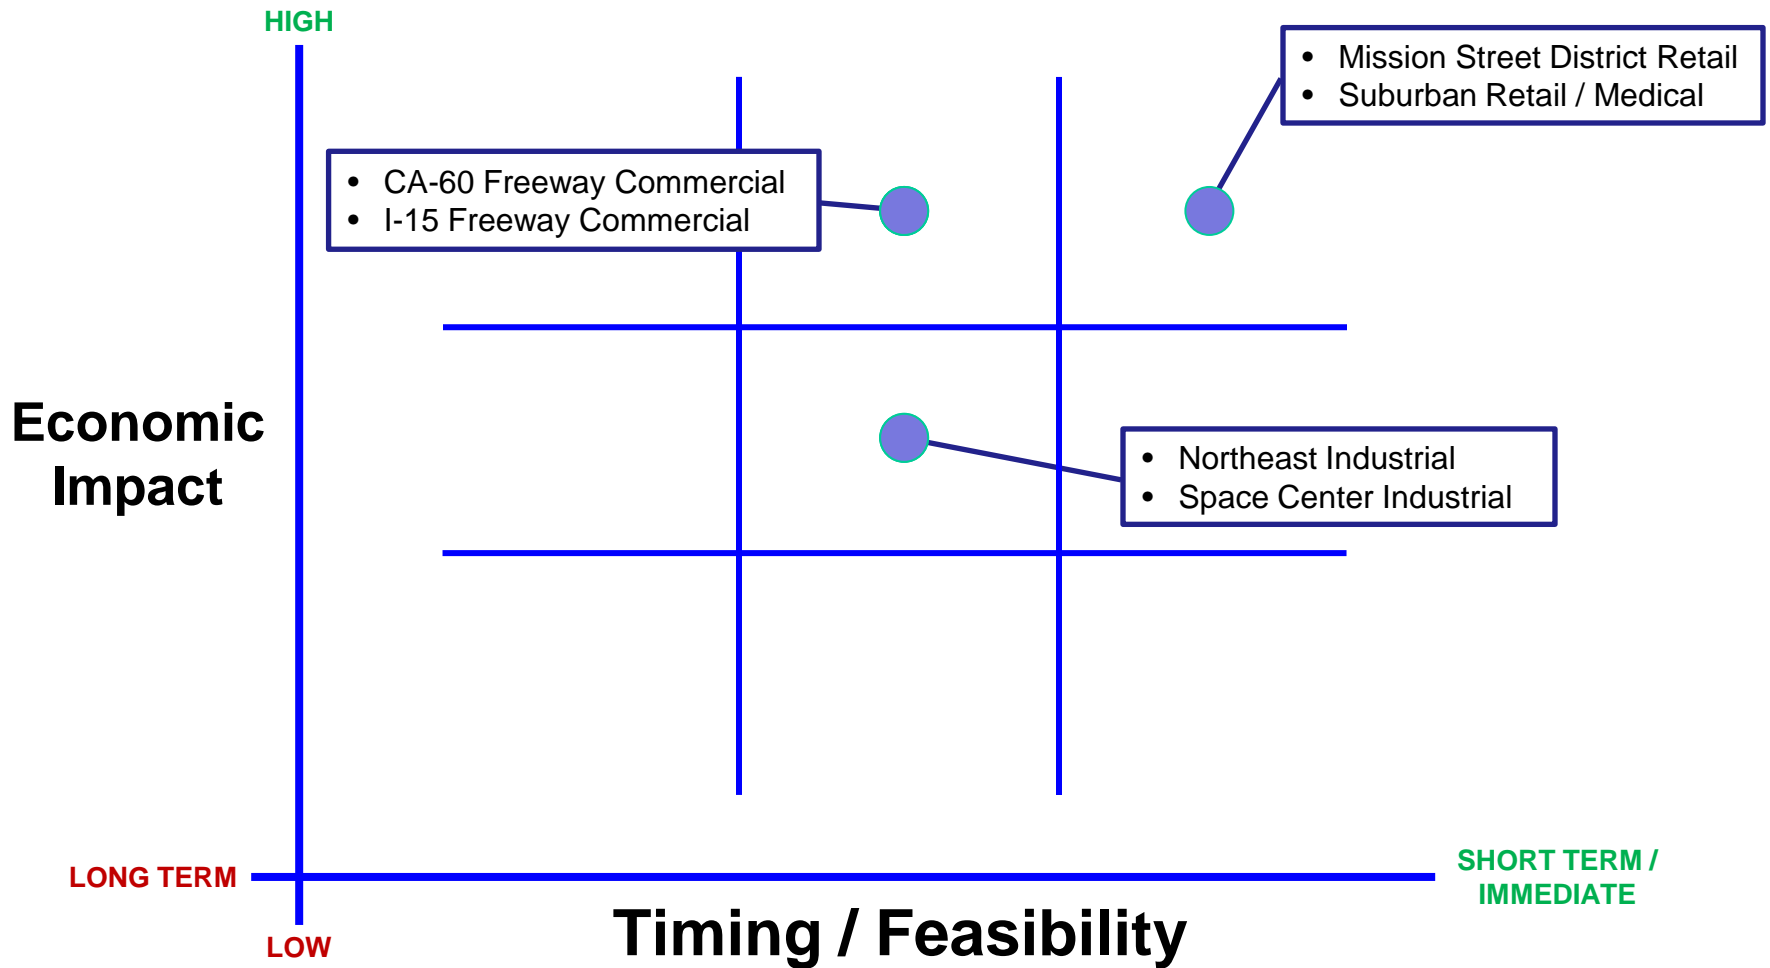 HIGH
• Mission Street District Retail
• Suburban Retail / Medical
• CA-60 Freeway Commercial
• I-15 Freeway Commercial
Economic
Impact
• Northeast Industrial
• Space Center Industrial
LONG TERM
SHORT TERM /
IMMEDIATE
LOW
Timing / Feasibility